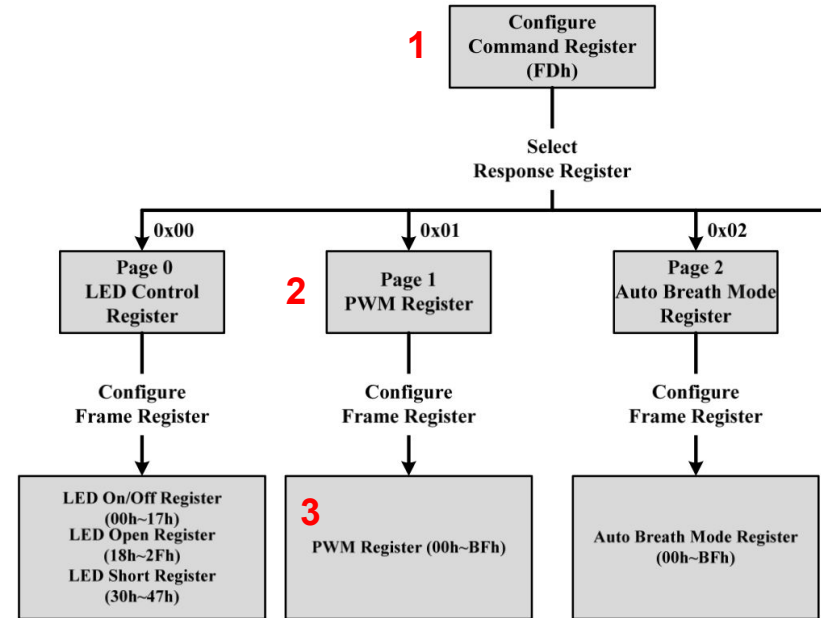 1
Configure
Command Register
(FDh)
Select
Response Register
0x00
0x01
0x02
Page 0
LED Control
Register
2
Page 1
PWM Register
Page 2
Auto Breath Mode
Register
Configure
Frame Register
Configure
Frame Register
Configure
Frame Register
LED On/Off Register
(00h~17h)
LED Open Register
(18h~2Fh)
LED Short Register
(30h~47h)
3
PWM Register (00h~BFh)
Auto Breath Mode Register
(00h~BFh)